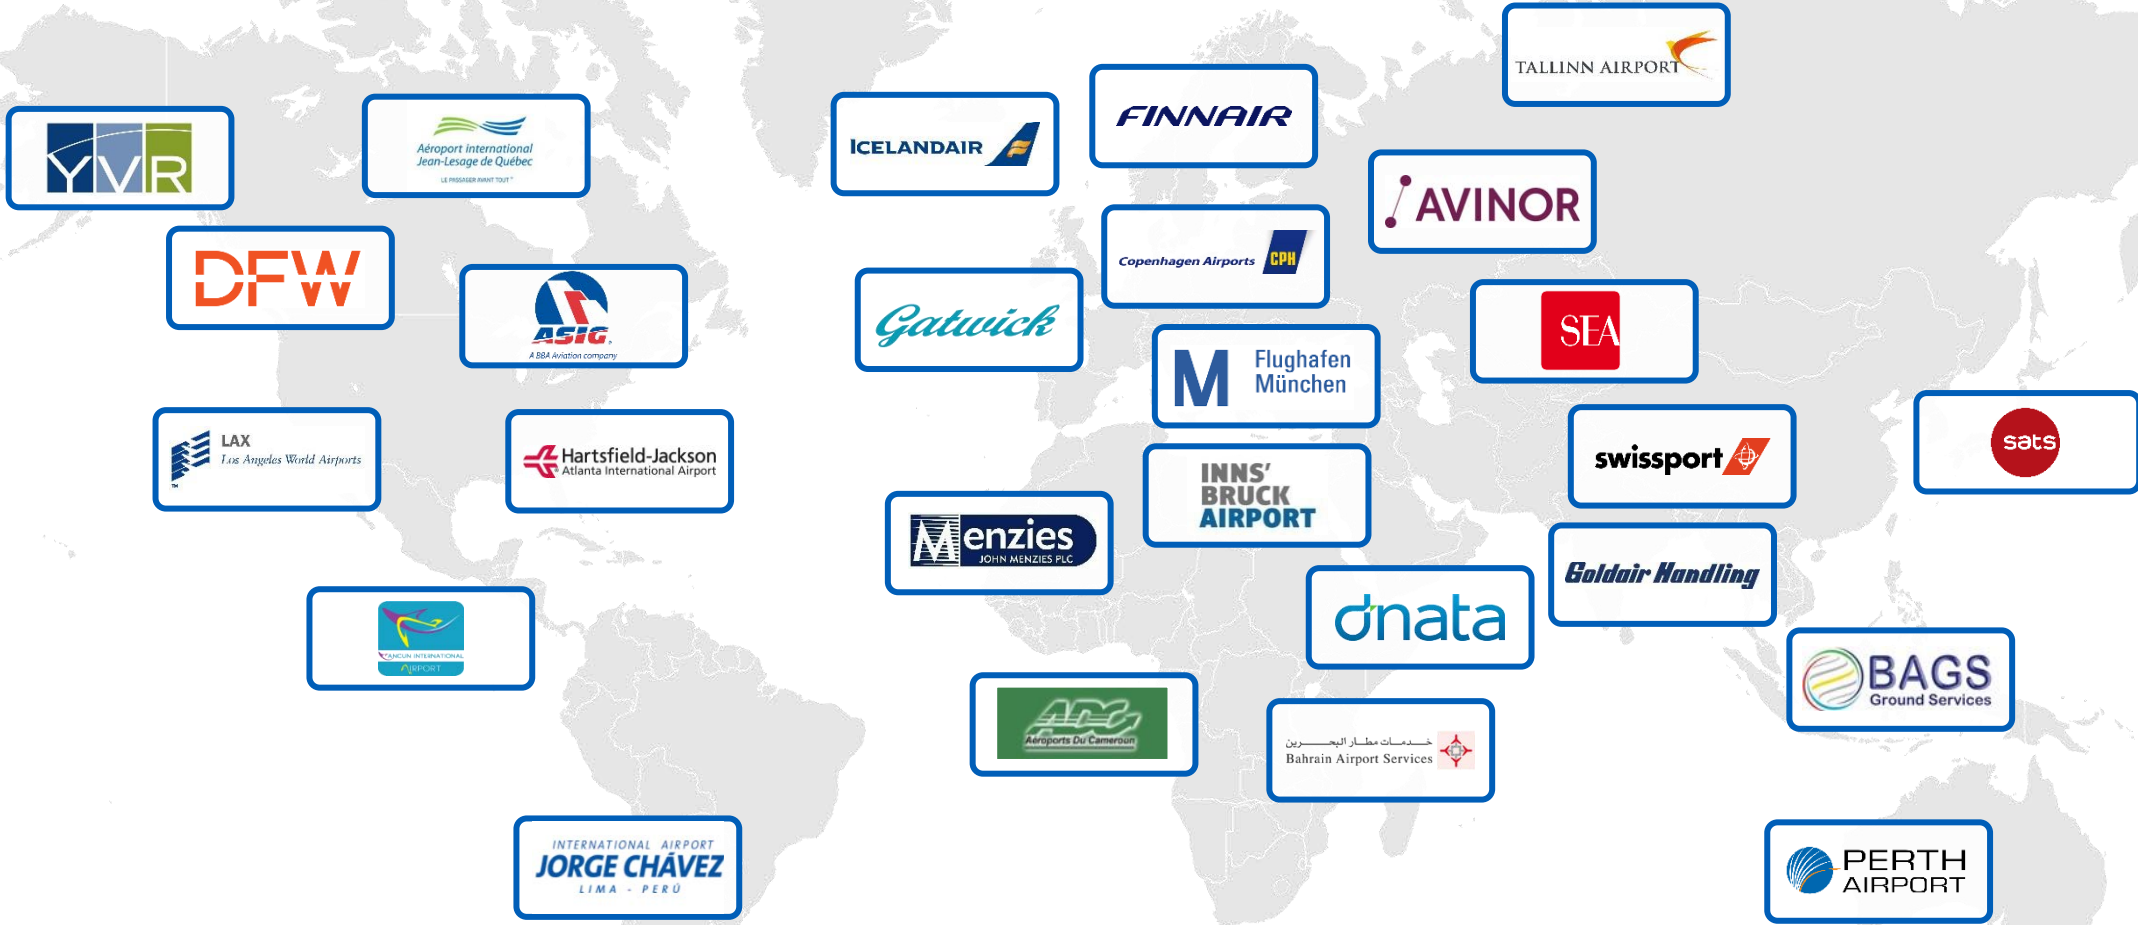 TALLINN AIRPORT
YVR
Aéroport international
Jean-Lesage de Québec
LE PASSAGER AVANT TOUT
ICELANDAIR
FINNAIR
AVINOR
DFW
ASIG
A BBA Aviation company
Gatwick
Copenhagen Airports
CPH
SEA
M
Flughafen
München
LAX
Los Angeles World Airports
TM
Hartsfield-Jackson
Atlanta International Airport
Menzies
JOHN MENZIES PLC
INNS'
BRUCK
AIRPORT
swissport
sats
CANCUN INTERNATIONAL
AIRPORT
dnata
Goldair Handling
ADC
Aéroports Du Cameroun
خدمات مطار البحرين
Bahrain Airport Services
BAGS
Ground Services
INTERNATIONAL AIRPORT
JORGE CHÁVEZ
LIMA - PERÚ
PERTH
AIRPORT